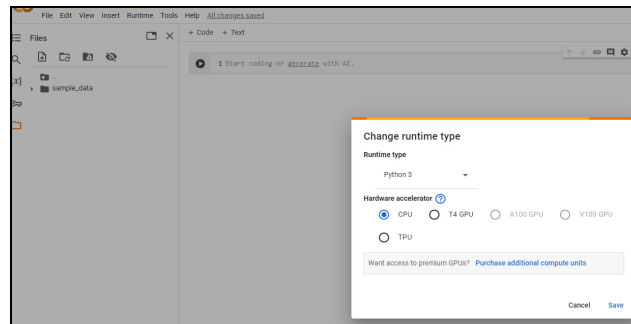 File Edit View Insert Runtime Tools Help All changes saved
Files
+ Code + Text
{x}
..
sample_data
1 Start coding or generate with AI.
Change runtime type
Runtime type
Python 3
Hardware accelerator ?
CPU T4 GPU A100 GPU V100 GPU
TPU
Want access to premium GPUs? Purchase additional compute units
Cancel Save